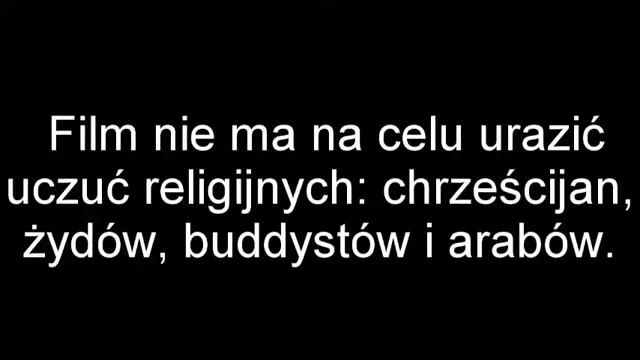 Film nie ma na celu urazić
uczuć religijnych: chrześcijan,
żydów, buddystów i arabów.